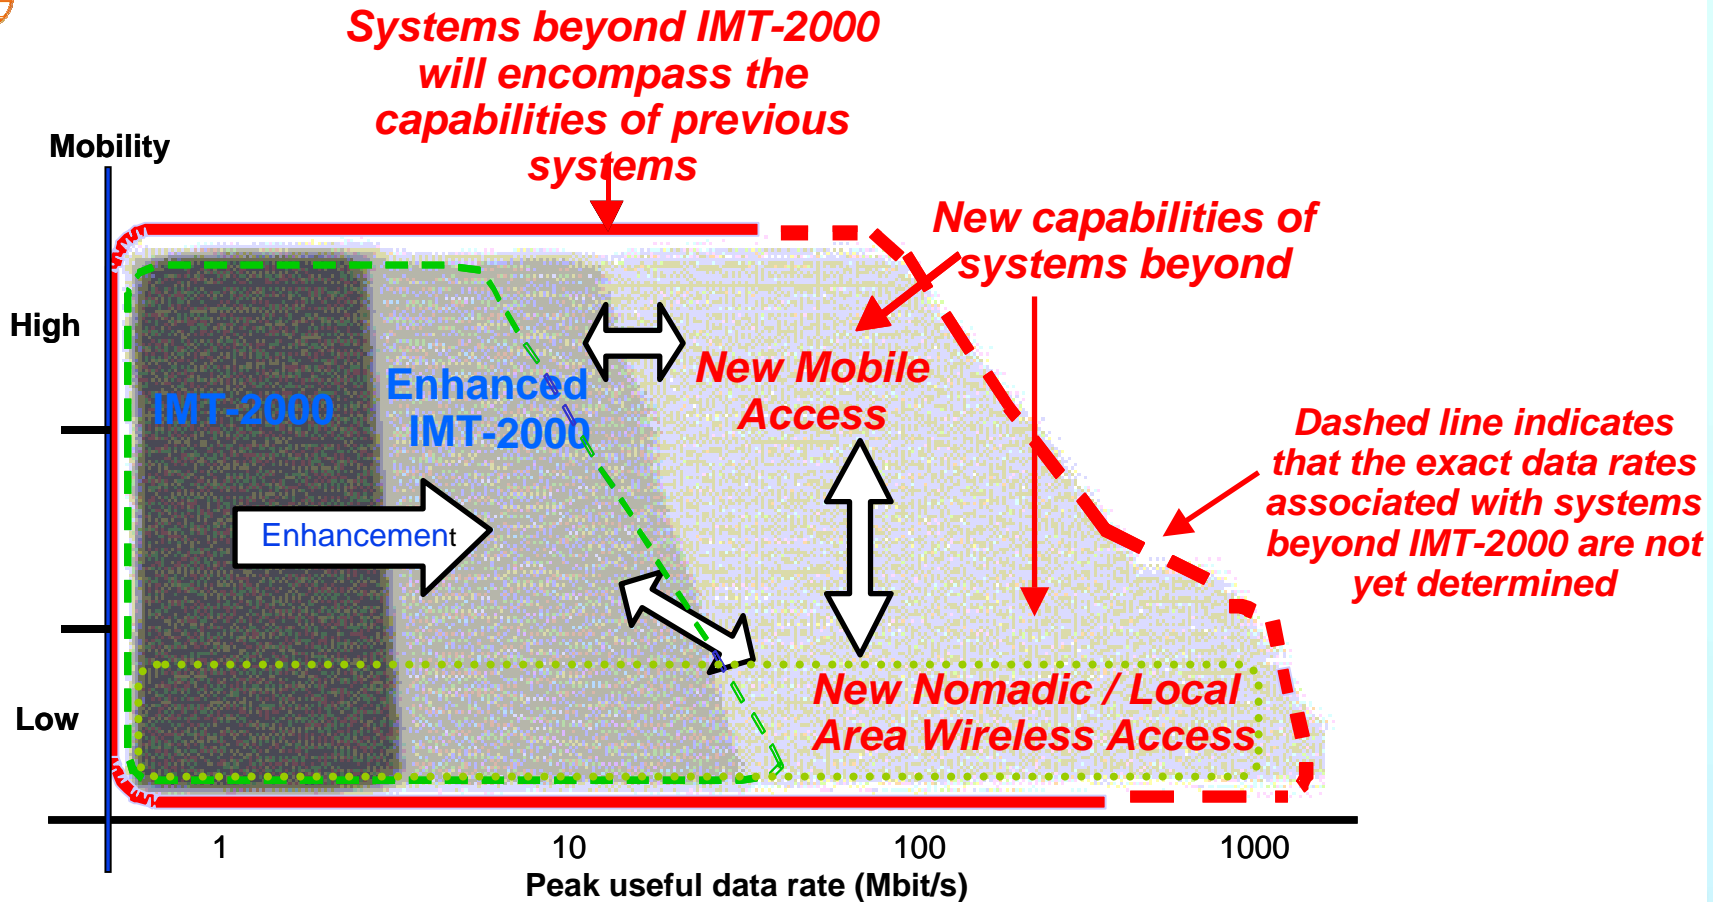 Systems beyond IMT-2000
will encompass the
capabilities of previous
systems
Mobility
New capabilities of
systems beyond
High
New Mobile
Access
Enhanced
IMT-2000
IMT-2000
Dashed line indicates
that the exact data rates
associated with systems
beyond IMT-2000 are not
yet determined
Enhancement
New Nomadic / Local
Area Wireless Access
Low
1 10 100 1000
Peak useful data rate (Mbit/s)